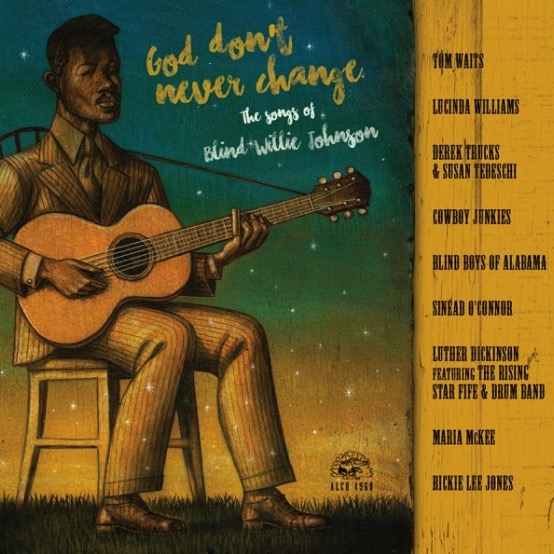 God don't
never change
The songs of
Blind Willie Johnson
TOM WAITS
LUCINDA WILLIAMS
DEREK TRUCKS
& SUSAN TEDESCHI
COWBOY JUNKIES
BLIND BOYS OF ALABAMA
SINÉAD O'CONNOR
LUTHER DICKINSON
FEATURING THE RISING
STAR FIFE & DRUM BAND
MARIA McKEE
RICKIE LEE JONES
ALCD 4968